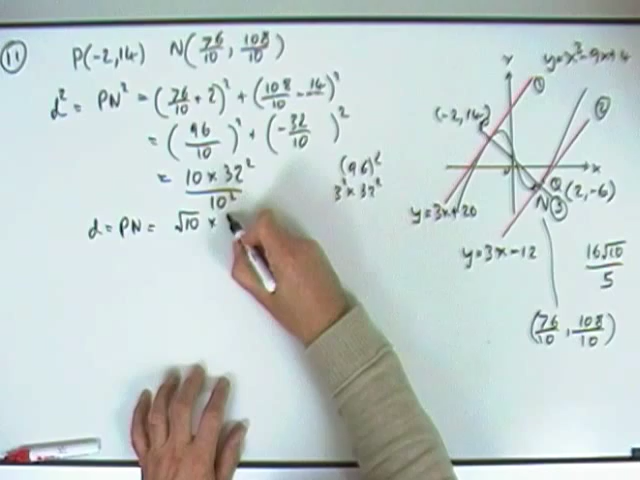 (11) P(-2,14) N(76/10, 108/10)
d² = PN² = (76/10 + 2)² + (108/10 - 14)²
= (96/10)² + (-32/10)²
= 10 × 32² / 10²
(96)²
3² × 32²
d = PN = √10 ×
y = x³ - 9x + 4
Y
①
②
(-2,14)
x
Q (2,-6)
N ③
y = 3x + 20
y = 3x - 12
16√10 / 5
(76/10, 108/10)